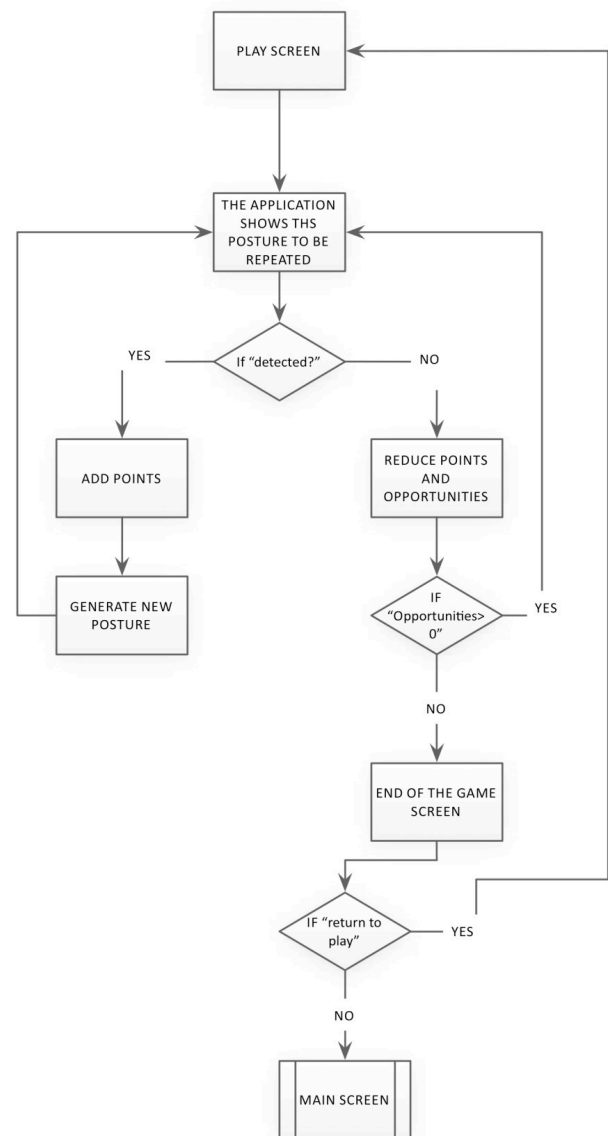 PLAY SCREEN
THE APPLICATION
SHOWS THS
POSTURE TO BE
REPEATED
If “detected?”
YES
NO
ADD POINTS
REDUCE POINTS
AND
OPPORTUNITIES
GENERATE NEW
POSTURE
IF
“Opportunities>
0”
YES
NO
END OF THE GAME
SCREEN
IF “return to
play”
YES
NO
MAIN SCREEN